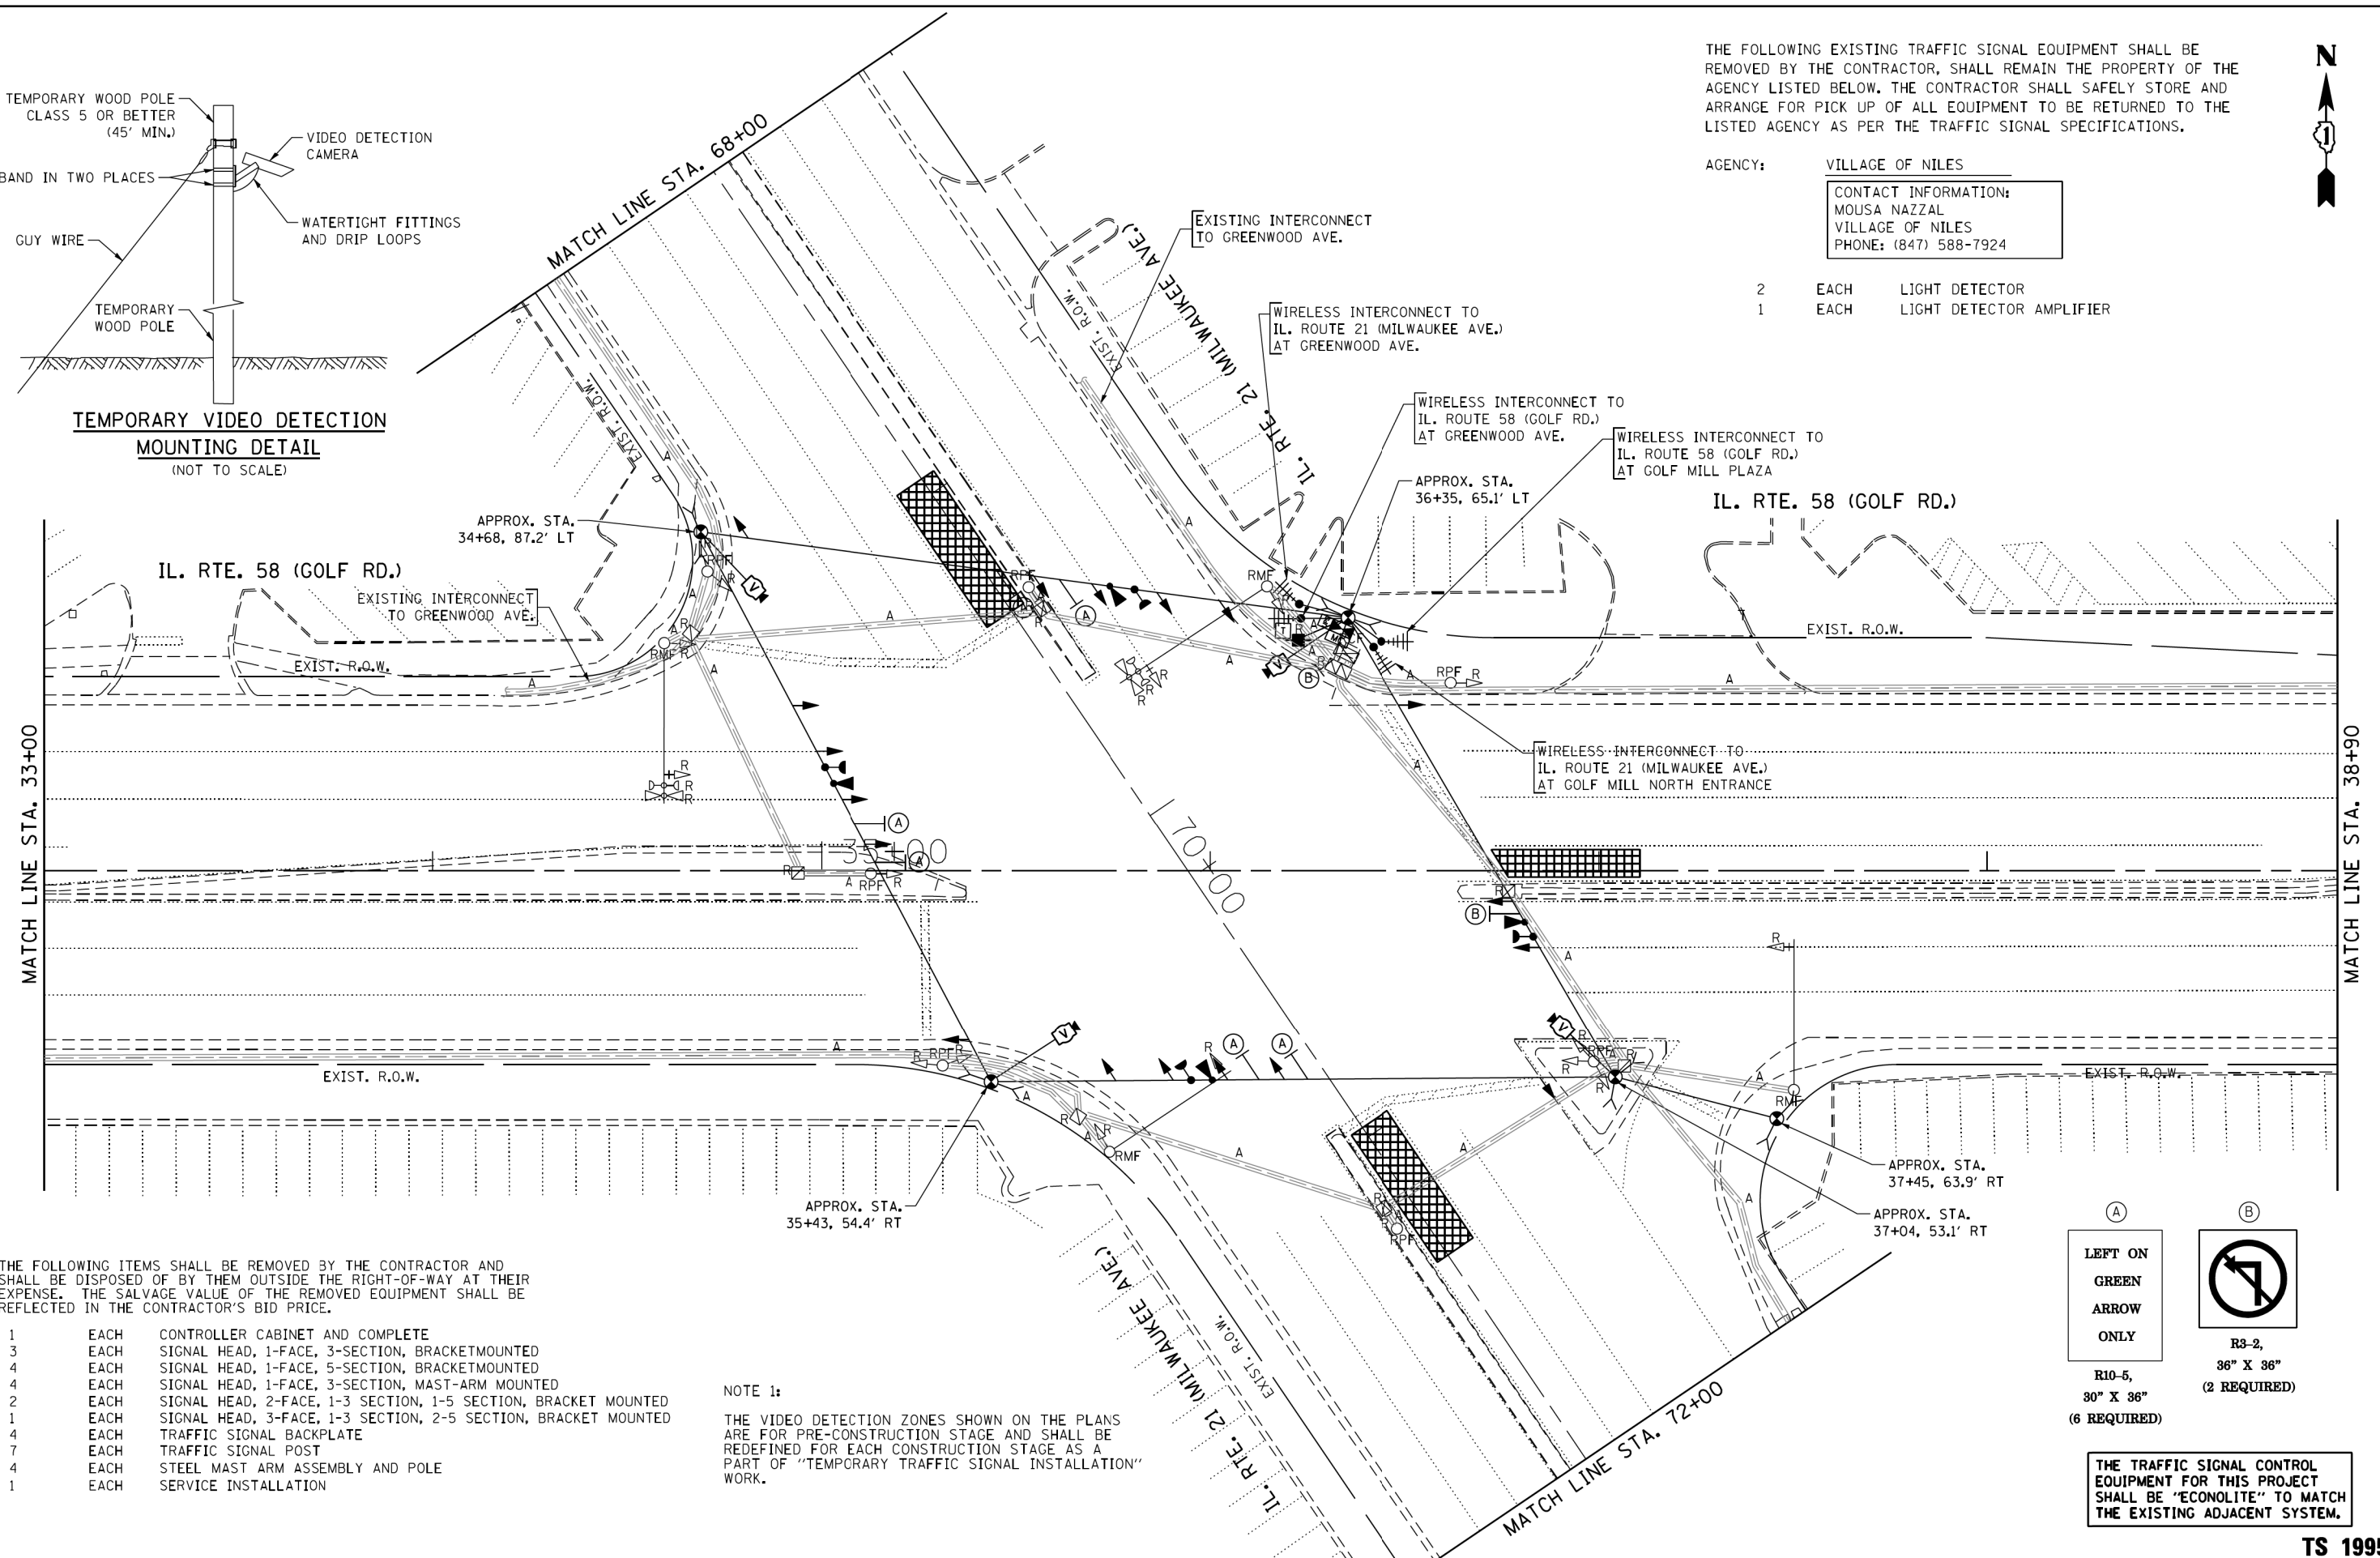 TEMPORARY WOOD POLE
CLASS 5 OR BETTER
(45' MIN.)
VIDEO DETECTION
CAMERA
BAND IN TWO PLACES
WATERTIGHT FITTINGS
AND DRIP LOOPS
GUY WIRE
TEMPORARY
WOOD POLE
TEMPORARY VIDEO DETECTION
MOUNTING DETAIL
(NOT TO SCALE)
MATCH LINE STA. 68+00
THE FOLLOWING EXISTING TRAFFIC SIGNAL EQUIPMENT SHALL BE
REMOVED BY THE CONTRACTOR, SHALL REMAIN THE PROPERTY OF THE
AGENCY LISTED BELOW. THE CONTRACTOR SHALL SAFELY STORE AND
ARRANGE FOR PICK UP OF ALL EQUIPMENT TO BE RETURNED TO THE
LISTED AGENCY AS PER THE TRAFFIC SIGNAL SPECIFICATIONS.
AGENCY: VILLAGE OF NILES
CONTACT INFORMATION:
MOUSA NAZZAL
VILLAGE OF NILES
PHONE: (847) 588-7924
2 EACH LIGHT DETECTOR
1 EACH LIGHT DETECTOR AMPLIFIER
N
1
EXISTING INTERCONNECT
TO GREENWOOD AVE.
IL. RTE. 21 (MILWAUKEE AVE.)
EXIST. R.O.W.
WIRELESS INTERCONNECT TO
IL. ROUTE 21 (MILWAUKEE AVE.)
AT GREENWOOD AVE.
WIRELESS INTERCONNECT TO
IL. ROUTE 58 (GOLF RD.)
AT GREENWOOD AVE.
WIRELESS INTERCONNECT TO
IL. ROUTE 58 (GOLF RD.)
AT GOLF MILL PLAZA
APPROX. STA.
36+35, 65.1' LT
IL. RTE. 58 (GOLF RD.)
EXIST. R.O.W.
APPROX. STA.
34+68, 87.2' LT
IL. RTE. 58 (GOLF RD.)
EXISTING INTERCONNECT
TO GREENWOOD AVE.
EXIST. R.O.W.
EXIST. R.O.W.
RPF
RPF
RMF
RMF
RPF
V
V
A
B
MATCH LINE STA. 33+00
MATCH LINE STA. 38+90
WIRELESS INTERCONNECT TO
IL. ROUTE 21 (MILWAUKEE AVE.)
AT GOLF MILL NORTH ENTRANCE
A
35+00
A
RPF
70+00
B
V
A
A
V
RPF
RPF
EXIST. R.O.W.
EXIST. R.O.W.
RMF
RMF
RPF
APPROX. STA.
35+43, 54.4' RT
APPROX. STA.
37+45, 63.9' RT
APPROX. STA.
37+04, 53.1' RT
IL. RTE. 21 (MILWAUKEE AVE.)
EXIST. R.O.W.
MATCH LINE STA. 72+00
THE FOLLOWING ITEMS SHALL BE REMOVED BY THE CONTRACTOR AND
SHALL BE DISPOSED OF BY THEM OUTSIDE THE RIGHT-OF-WAY AT THEIR
EXPENSE. THE SALVAGE VALUE OF THE REMOVED EQUIPMENT SHALL BE
REFLECTED IN THE CONTRACTOR'S BID PRICE.
1 EACH CONTROLLER CABINET AND COMPLETE
3 EACH SIGNAL HEAD, 1-FACE, 3-SECTION, BRACKETMOUNTED
4 EACH SIGNAL HEAD, 1-FACE, 5-SECTION, BRACKETMOUNTED
4 EACH SIGNAL HEAD, 1-FACE, 3-SECTION, MAST-ARM MOUNTED
2 EACH SIGNAL HEAD, 2-FACE, 1-3 SECTION, 1-5 SECTION, BRACKET MOUNTED
1 EACH SIGNAL HEAD, 3-FACE, 1-3 SECTION, 2-5 SECTION, BRACKET MOUNTED
4 EACH TRAFFIC SIGNAL BACKPLATE
7 EACH TRAFFIC SIGNAL POST
4 EACH STEEL MAST ARM ASSEMBLY AND POLE
1 EACH SERVICE INSTALLATION
NOTE 1:
THE VIDEO DETECTION ZONES SHOWN ON THE PLANS
ARE FOR PRE-CONSTRUCTION STAGE AND SHALL BE
REDEFINED FOR EACH CONSTRUCTION STAGE AS A
PART OF "TEMPORARY TRAFFIC SIGNAL INSTALLATION"
WORK.
A
LEFT ON
GREEN
ARROW
ONLY
R10-5,
30" X 36"
(6 REQUIRED)
B
R3-2,
36" X 36"
(2 REQUIRED)
THE TRAFFIC SIGNAL CONTROL
EQUIPMENT FOR THIS PROJECT
SHALL BE "ECONOLITE" TO MATCH
THE EXISTING ADJACENT SYSTEM.
TS 1995